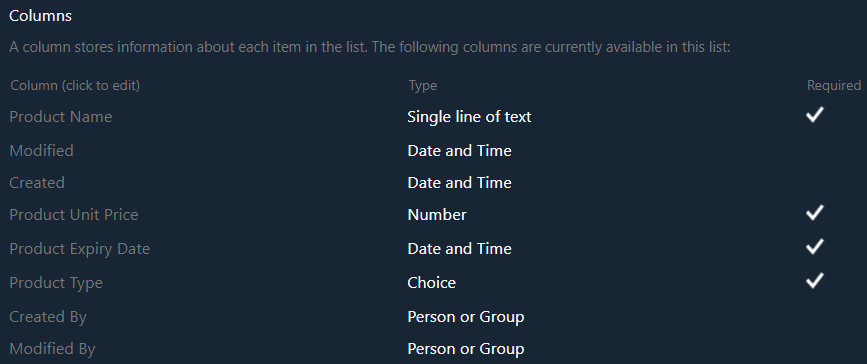 Columns
A column stores information about each item in the list. The following columns are currently available in this list:
Column (click to edit) Type Required
Product Name Single line of text
Modified Date and Time
Created Date and Time
Product Unit Price Number
Product Expiry Date Date and Time
Product Type Choice
Created By Person or Group
Modified By Person or Group